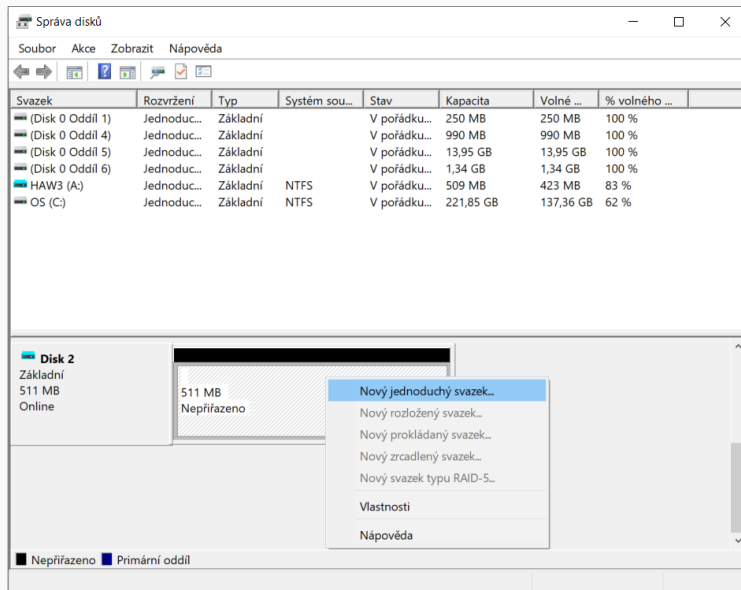 Správa disků
Soubor Akce Zobrazit Nápověda
Svazek Rozvržení Typ Systém sou... Stav Kapacita Volné ... % volného ...
(Disk 0 Oddíl 1) Jednoduc... Základní V pořádku... 250 MB 250 MB 100 %
(Disk 0 Oddíl 4) Jednoduc... Základní V pořádku... 990 MB 990 MB 100 %
(Disk 0 Oddíl 5) Jednoduc... Základní V pořádku... 13,95 GB 13,95 GB 100 %
(Disk 0 Oddíl 6) Jednoduc... Základní V pořádku... 1,34 GB 1,34 GB 100 %
HAW3 (A:) Jednoduc... Základní NTFS V pořádku... 509 MB 423 MB 83 %
OS (C:) Jednoduc... Základní NTFS V pořádku... 221,85 GB 137,36 GB 62 %
Disk 2
Základní
511 MB
Online
511 MB
Nepřiřazeno
Nový jednoduchý svazek...
Nový rozložený svazek...
Nový prokládaný svazek...
Nový zrcadlený svazek...
Nový svazek typu RAID-5...
Vlastnosti
Nápověda
Nepřiřazeno Primární oddíl